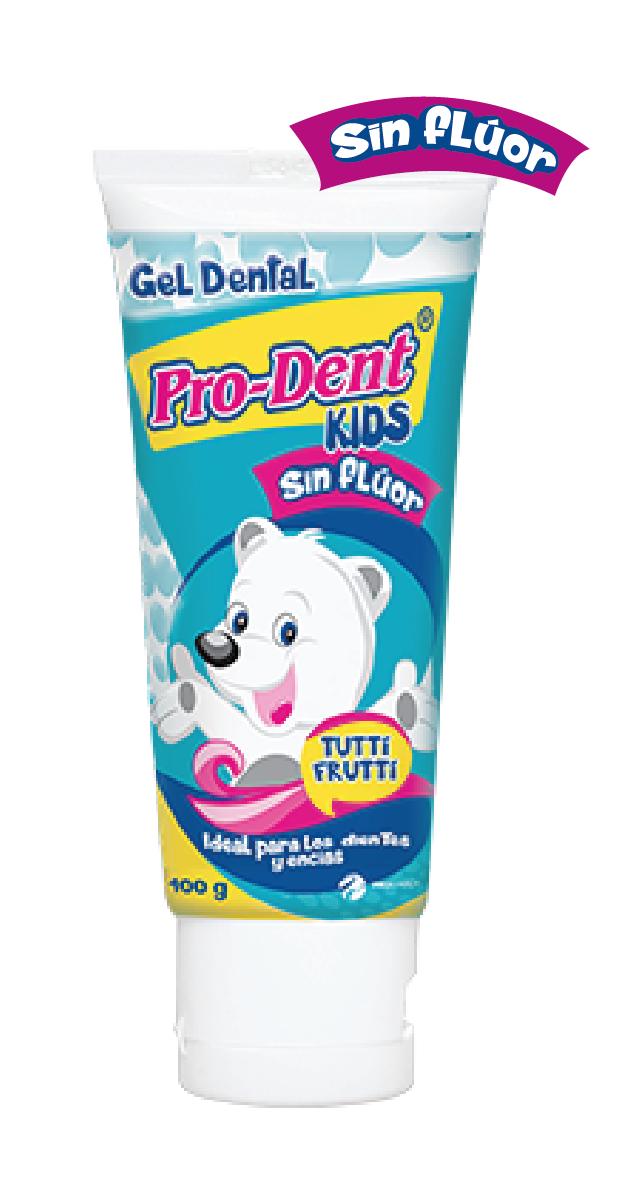 Sin flúor
Gel Dental
Pro-Dent®
KIDS
Sin flúor
TUTTI
FRUTTI
Ideal para los dientes
y encías
100 g